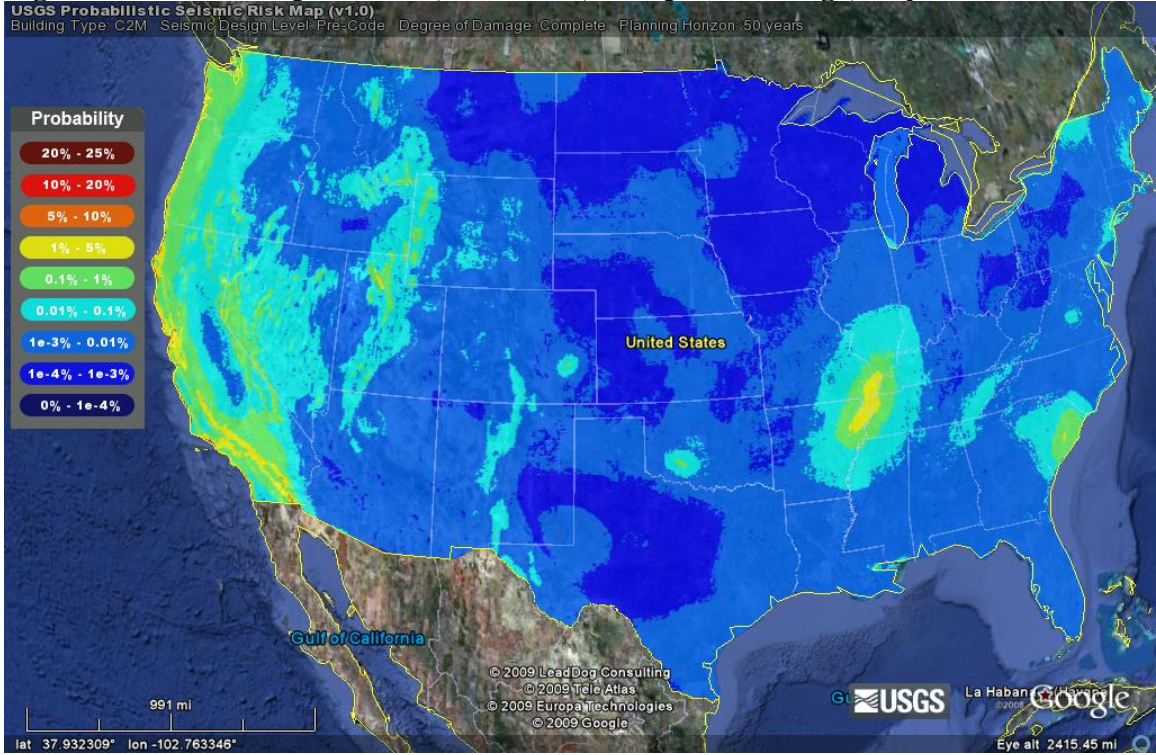 USGS Probabilistic Seismic Risk Map (v1.0)
Building Type: C2M Seismic Design Level: Pre-Code Degree of Damage: Complete Planning Horizon: 50 years
Probability
20% - 25%
10% - 20%
5% - 10%
1% - 5%
0.1% - 1%
0.01% - 0.1%
1e-3% - 0.01%
1e-4% - 1e-3%
0% - 1e-4%
United States
Gulf of California
© 2009 LeadDog Consulting
© 2009 Tele Atlas
© 2009 Europa Technologies
© 2009 Google
991 mi
USGS
La Habana (Havana)
Google
lat 37.932309° lon -102.763346°
Eye alt 2415.45 mi